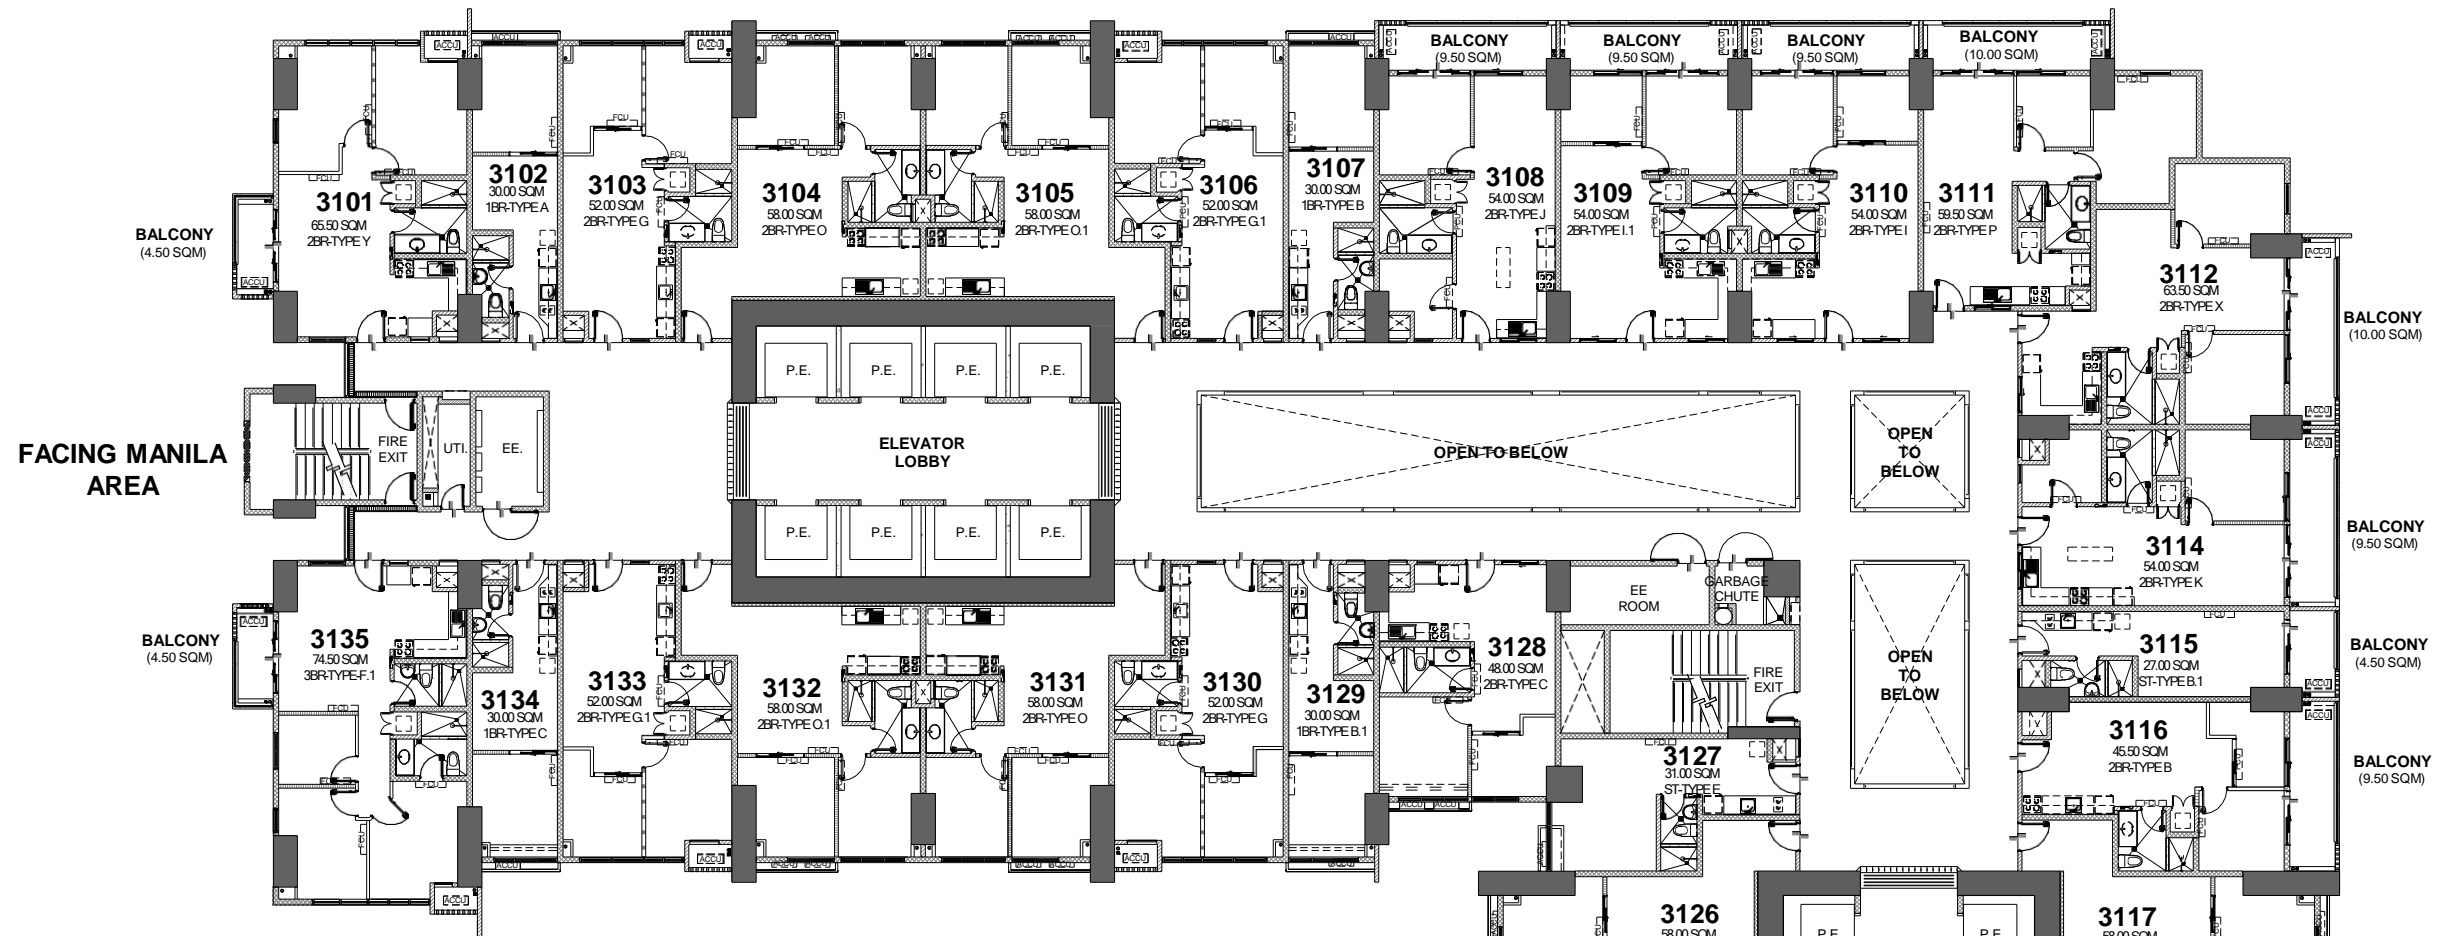 BALCONY
(9.50 SQM)
BALCONY
(9.50 SQM)
BALCONY
(9.50 SQM)
BALCONY
(10.00 SQM)
3101
65.50 SQM
2BR-TYPE Y
3102
30.00 SQM
1BR-TYPE A
3103
52.00 SQM
2BR-TYPE G
3104
58.00 SQM
2BR-TYPE O
3105
58.00 SQM
2BR-TYPE O.1
3106
52.00 SQM
2BR-TYPE G.1
3107
30.00 SQM
1BR-TYPE B
3108
54.00 SQM
2BR-TYPE J
3109
54.00 SQM
2BR-TYPE I.1
3110
54.00 SQM
2BR-TYPE I
3111
59.50 SQM
2BR-TYPE P
BALCONY
(4.50 SQM)
3112
63.50 SQM
2BR-TYPE X
BALCONY
(10.00 SQM)
P.E.
P.E.
P.E.
P.E.
FACING MANILA
AREA
FIRE
EXIT
UTI.
EE.
ELEVATOR
LOBBY
OPEN TO BELOW
OPEN
TO
BELOW
P.E.
P.E.
P.E.
P.E.
3114
54.00 SQM
2BR-TYPE K
BALCONY
(9.50 SQM)
EE
ROOM
GARBAGE
CHUTE
BALCONY
(4.50 SQM)
3135
74.50 SQM
3BR-TYPE-F.1
3134
30.00 SQM
1BR-TYPE C
3133
52.00 SQM
2BR-TYPE G.1
3132
58.00 SQM
2BR-TYPE O.1
3131
58.00 SQM
2BR-TYPE O
3130
52.00 SQM
2BR-TYPE G
3129
30.00 SQM
1BR-TYPE B.1
3128
48.00 SQM
2BR-TYPE C
FIRE
EXIT
OPEN
TO
BELOW
3115
27.00 SQM
ST-TYPE B.1
BALCONY
(4.50 SQM)
3127
31.00 SQM
ST-TYPE E
3116
45.50 SQM
2BR-TYPE B
BALCONY
(9.50 SQM)
3126
58.00 SQM
P.E.
P.E.
3117
58.00 SQM